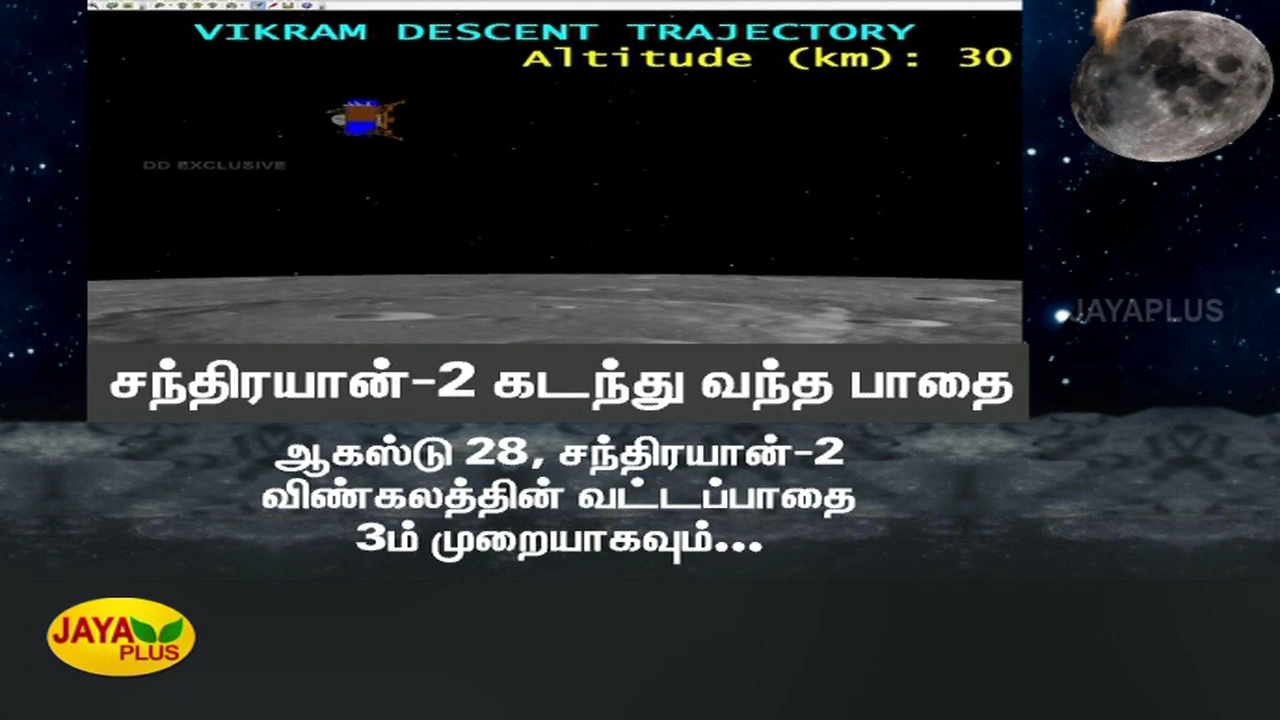 VIKRAM DESCENT TRAJECTORY
Altitude (km): 30
DD EXCLUSIVE
JAYAPLUS
சந்திரயான்-2 கடந்து வந்த பாதை
ஆகஸ்டு 28, சந்திரயான்-2
விண்கலத்தின் வட்டப்பாதை
3ம் முறையாகவும்...
JAYA
PLUS